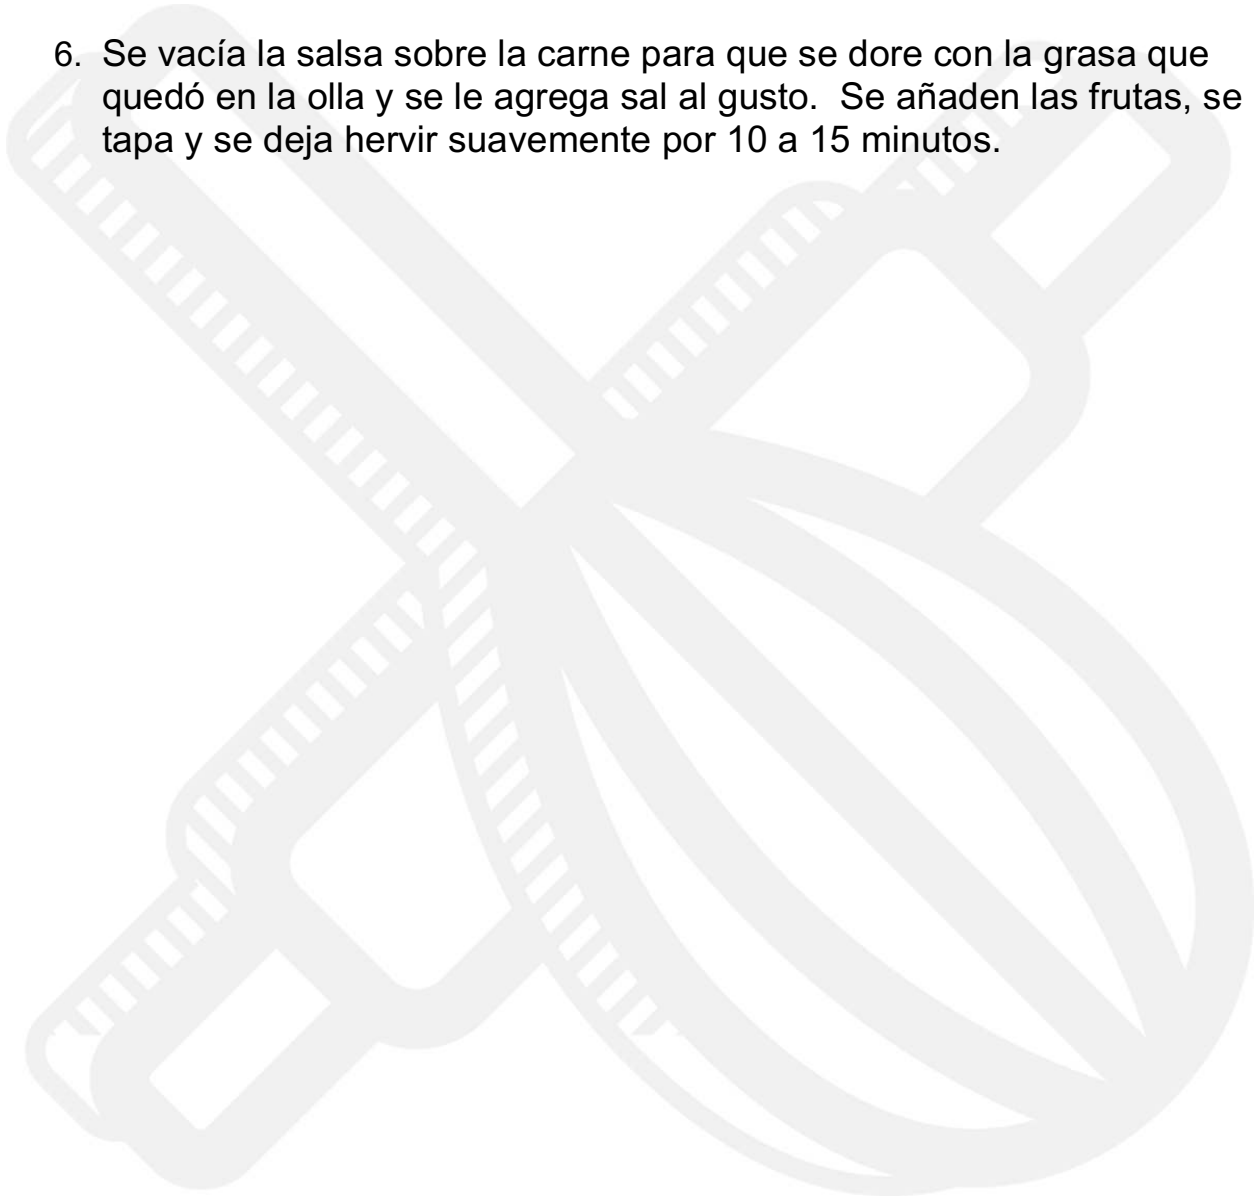 6. Se vacía la salsa sobre la carne para que se dore con la grasa que
quedó en la olla y se le agrega sal al gusto.  Se añaden las frutas, se
tapa y se deja hervir suavemente por 10 a 15 minutos.